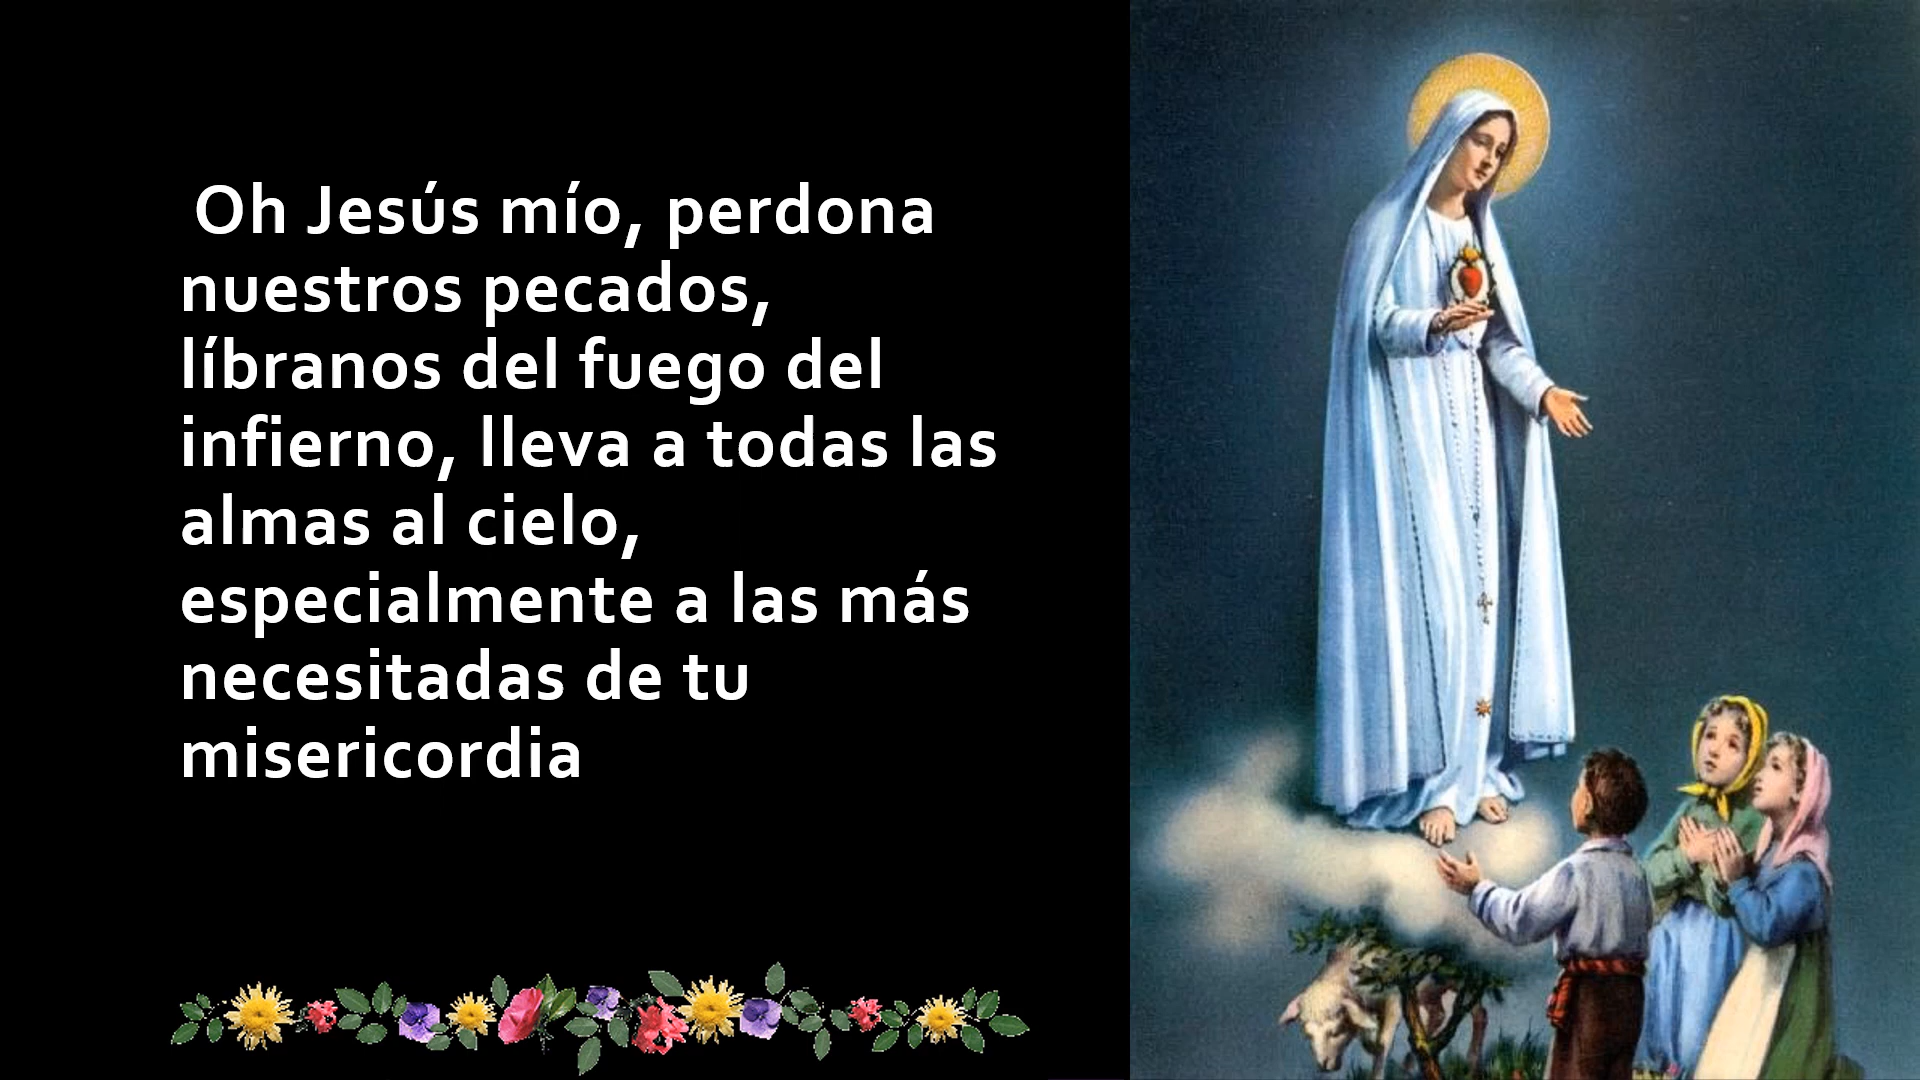 Oh Jesús mío, perdona
nuestros pecados,
líbranos del fuego del
infierno, lleva a todas las
almas al cielo,
especialmente a las más
necesitadas de tu
misericordia